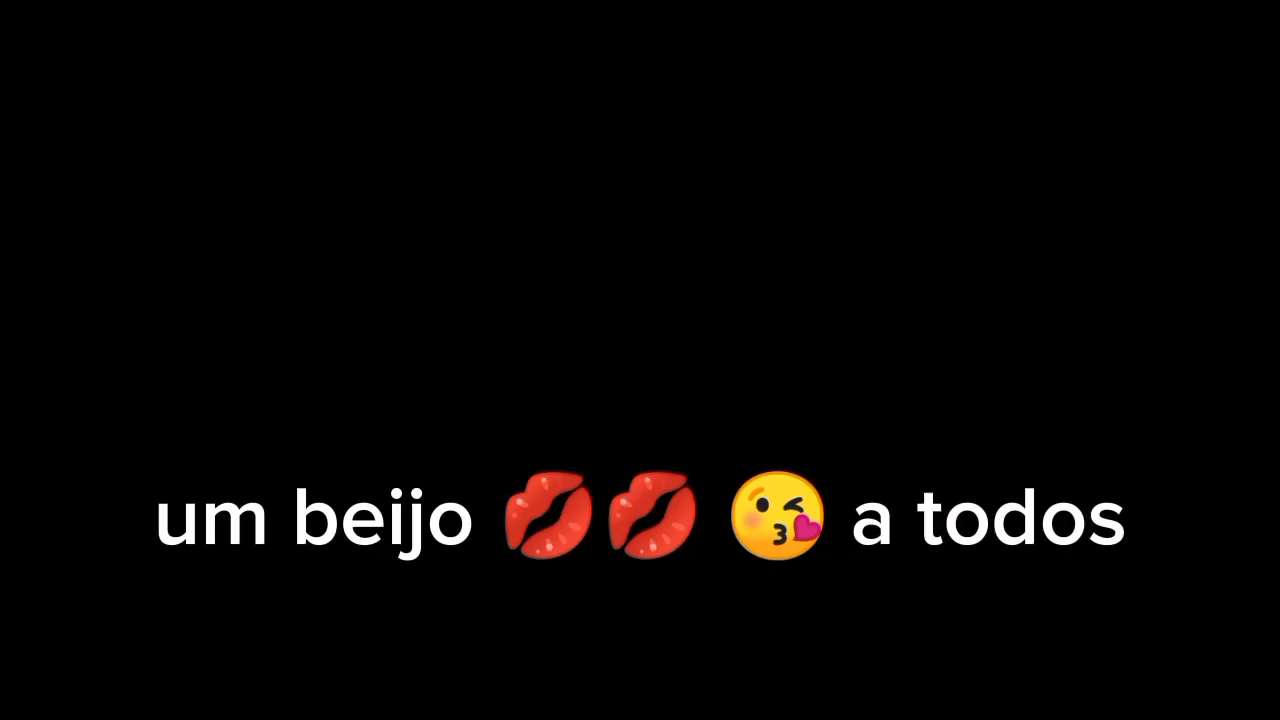 um beijo 💋💋 😘 a todos